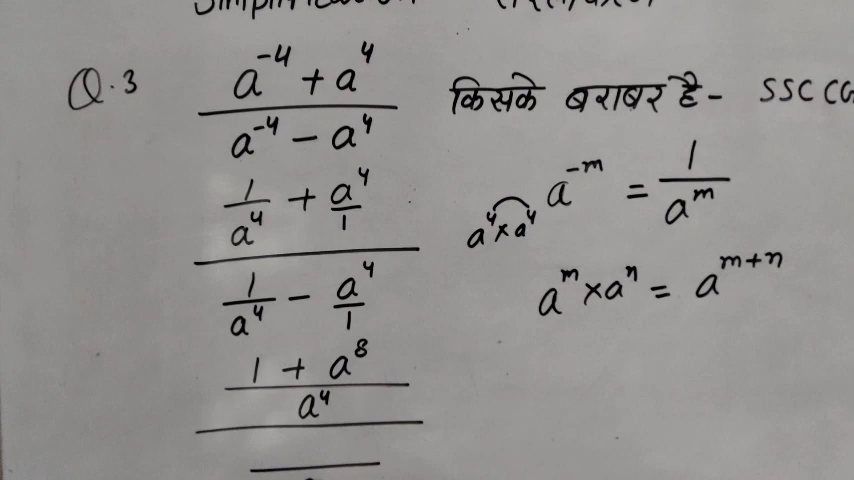 Simplification
Q.3 (a⁻⁴ + a⁴)/(a⁻⁴ − a⁴) किसके बराबर है − SSC CG
(1/a⁴ + a⁴/1)/(1/a⁴ − a⁴/1)
a⁴×a⁴ a⁻ᵐ = 1/aᵐ
aᵐ×aⁿ = aᵐ⁺ⁿ
(1 + a⁸)/a⁴